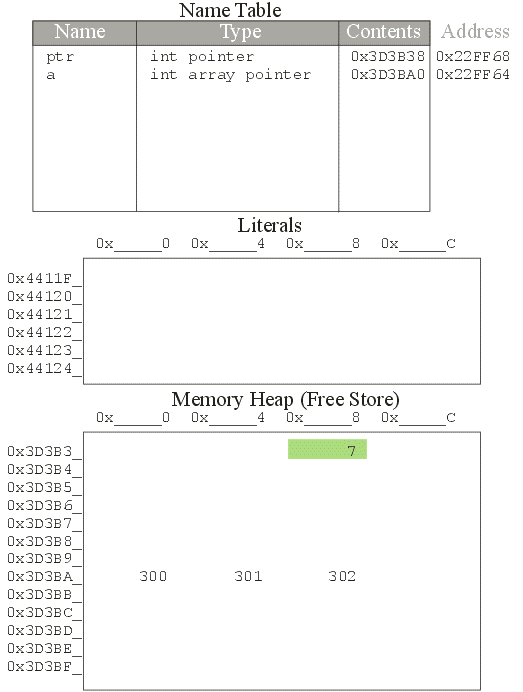 Name Table
Name Type Contents Address
ptr int pointer 0x3D3B38 0x22FF68
a int array pointer 0x3D3BA0 0x22FF64
Literals
0x_____0 0x_____4 0x_____8 0x_____C
0x4411F_
0x44120_
0x44121_
0x44122_
0x44123_
0x44124_
Memory Heap (Free Store)
0x_____0 0x_____4 0x_____8 0x_____C
0x3D3B3_ 7
0x3D3B4_
0x3D3B5_
0x3D3B6_
0x3D3B7_
0x3D3B8_
0x3D3B9_
0x3D3BA_ 300 301 302
0x3D3BB_
0x3D3BC_
0x3D3BD_
0x3D3BE_
0x3D3BF_